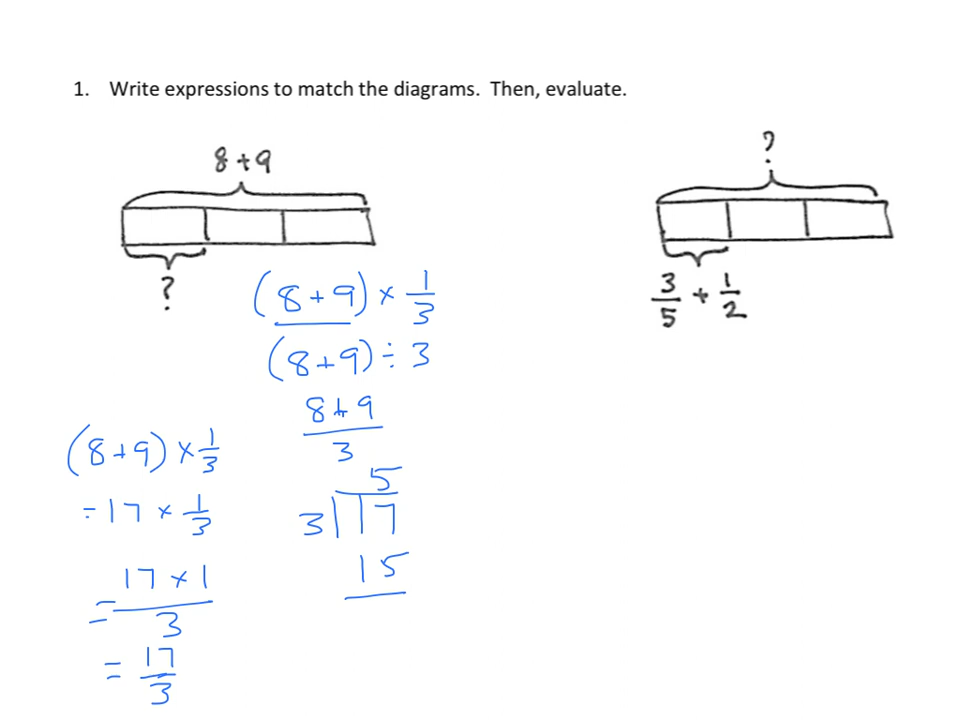 1. Write expressions to match the diagrams. Then, evaluate.
8+9
?
(8+9) × 1/3
(8+9) ÷ 3
8+9
3
(8+9) × 1/3
= 17 × 1/3
= 17 × 1 / 3
= 17/3
5
3 17
15
?
3/5 + 1/2